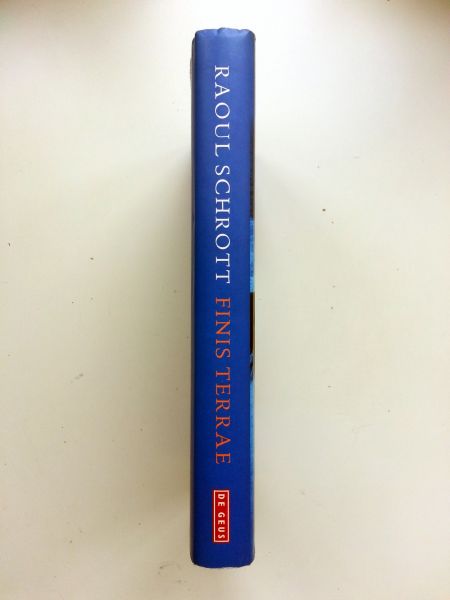 RAOUL SCHROTT FINIS TERRAE
DE GEUS